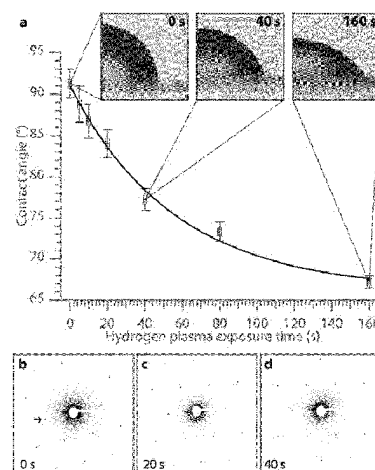 a
0 s
40 s
160 s
95
90
85
80
75
70
65
Contact angle (°)
0 20 40 60 80 100 120 140 160
Hydrogen plasma exposure time (s)
b
c
d
0 s
20 s
40 s